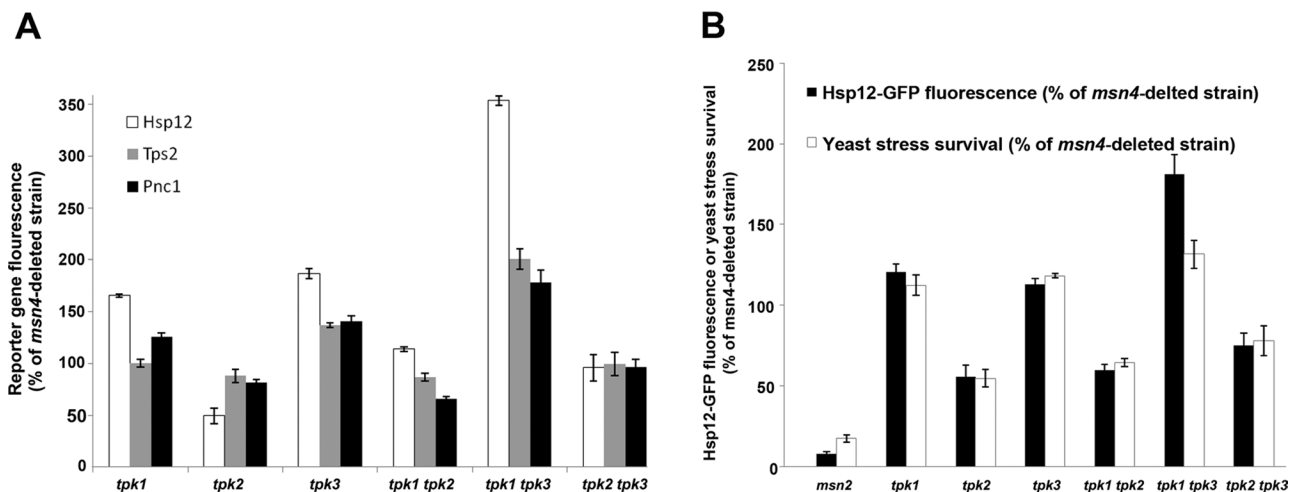 A
Reporter gene flourescence
(% of msn4-deleted strain)
350
300
250
200
150
100
50
0
Hsp12
Tps2
Pnc1
tpk1
tpk2
tpk3
tpk1 tpk2
tpk1 tpk3
tpk2 tpk3
B
Hsp12-GFP fluorescence or yeast stress survival
(% of msn4-deleted strain)
250
200
150
100
50
0
Hsp12-GFP fluorescence (% of msn4-delted strain)
Yeast stress survival (% of msn4-deleted strain)
msn2
tpk1
tpk2
tpk3
tpk1 tpk2
tpk1 tpk3
tpk2 tpk3